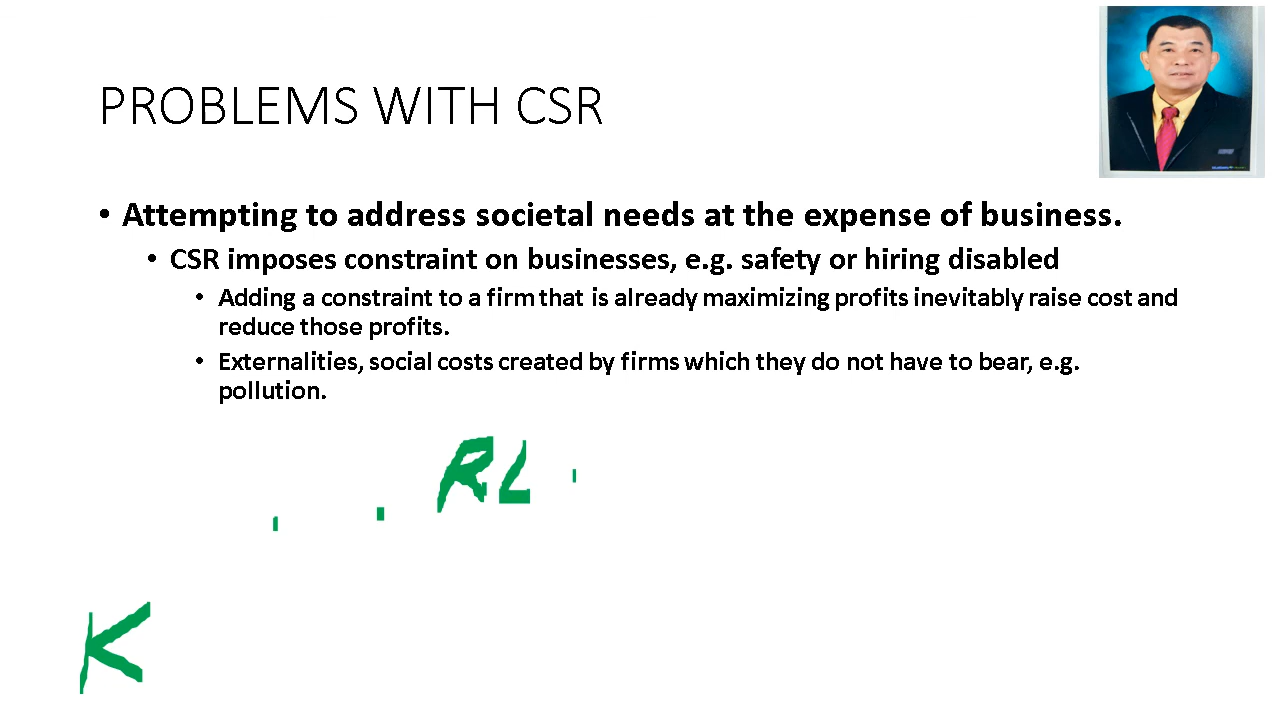 PROBLEMS WITH CSR
• Attempting to address societal needs at the expense of business.
• CSR imposes constraint on businesses, e.g. safety or hiring disabled
• Adding a constraint to a firm that is already maximizing profits inevitably raise cost and
reduce those profits.
• Externalities, social costs created by firms which they do not have to bear, e.g.
pollution.
RL
K